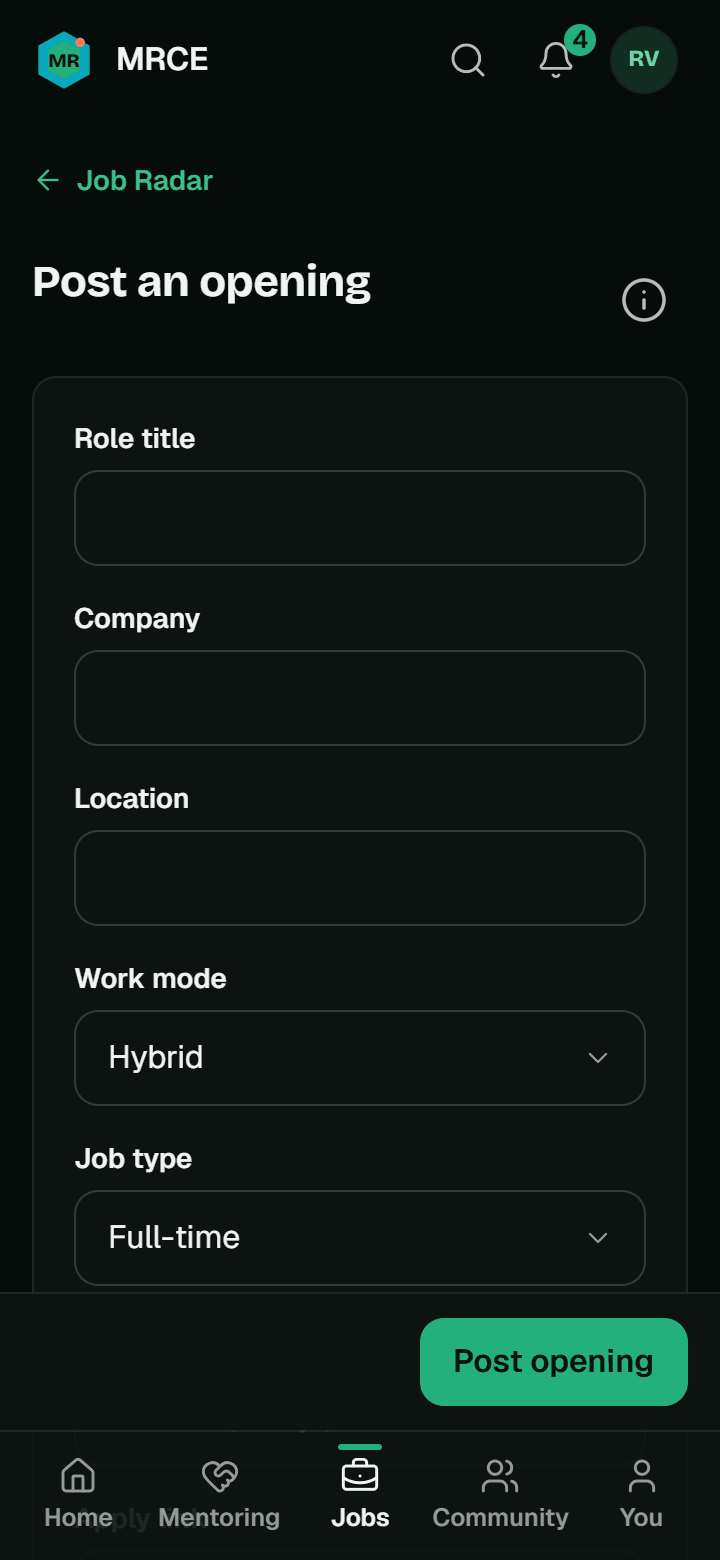 MR
MRCE
4
RV
Job Radar
Post an opening
Role title
Company
Location
Work mode
Hybrid
Job type
Full-time
Post opening
Apply
Home
Mentoring
Jobs
Community
You